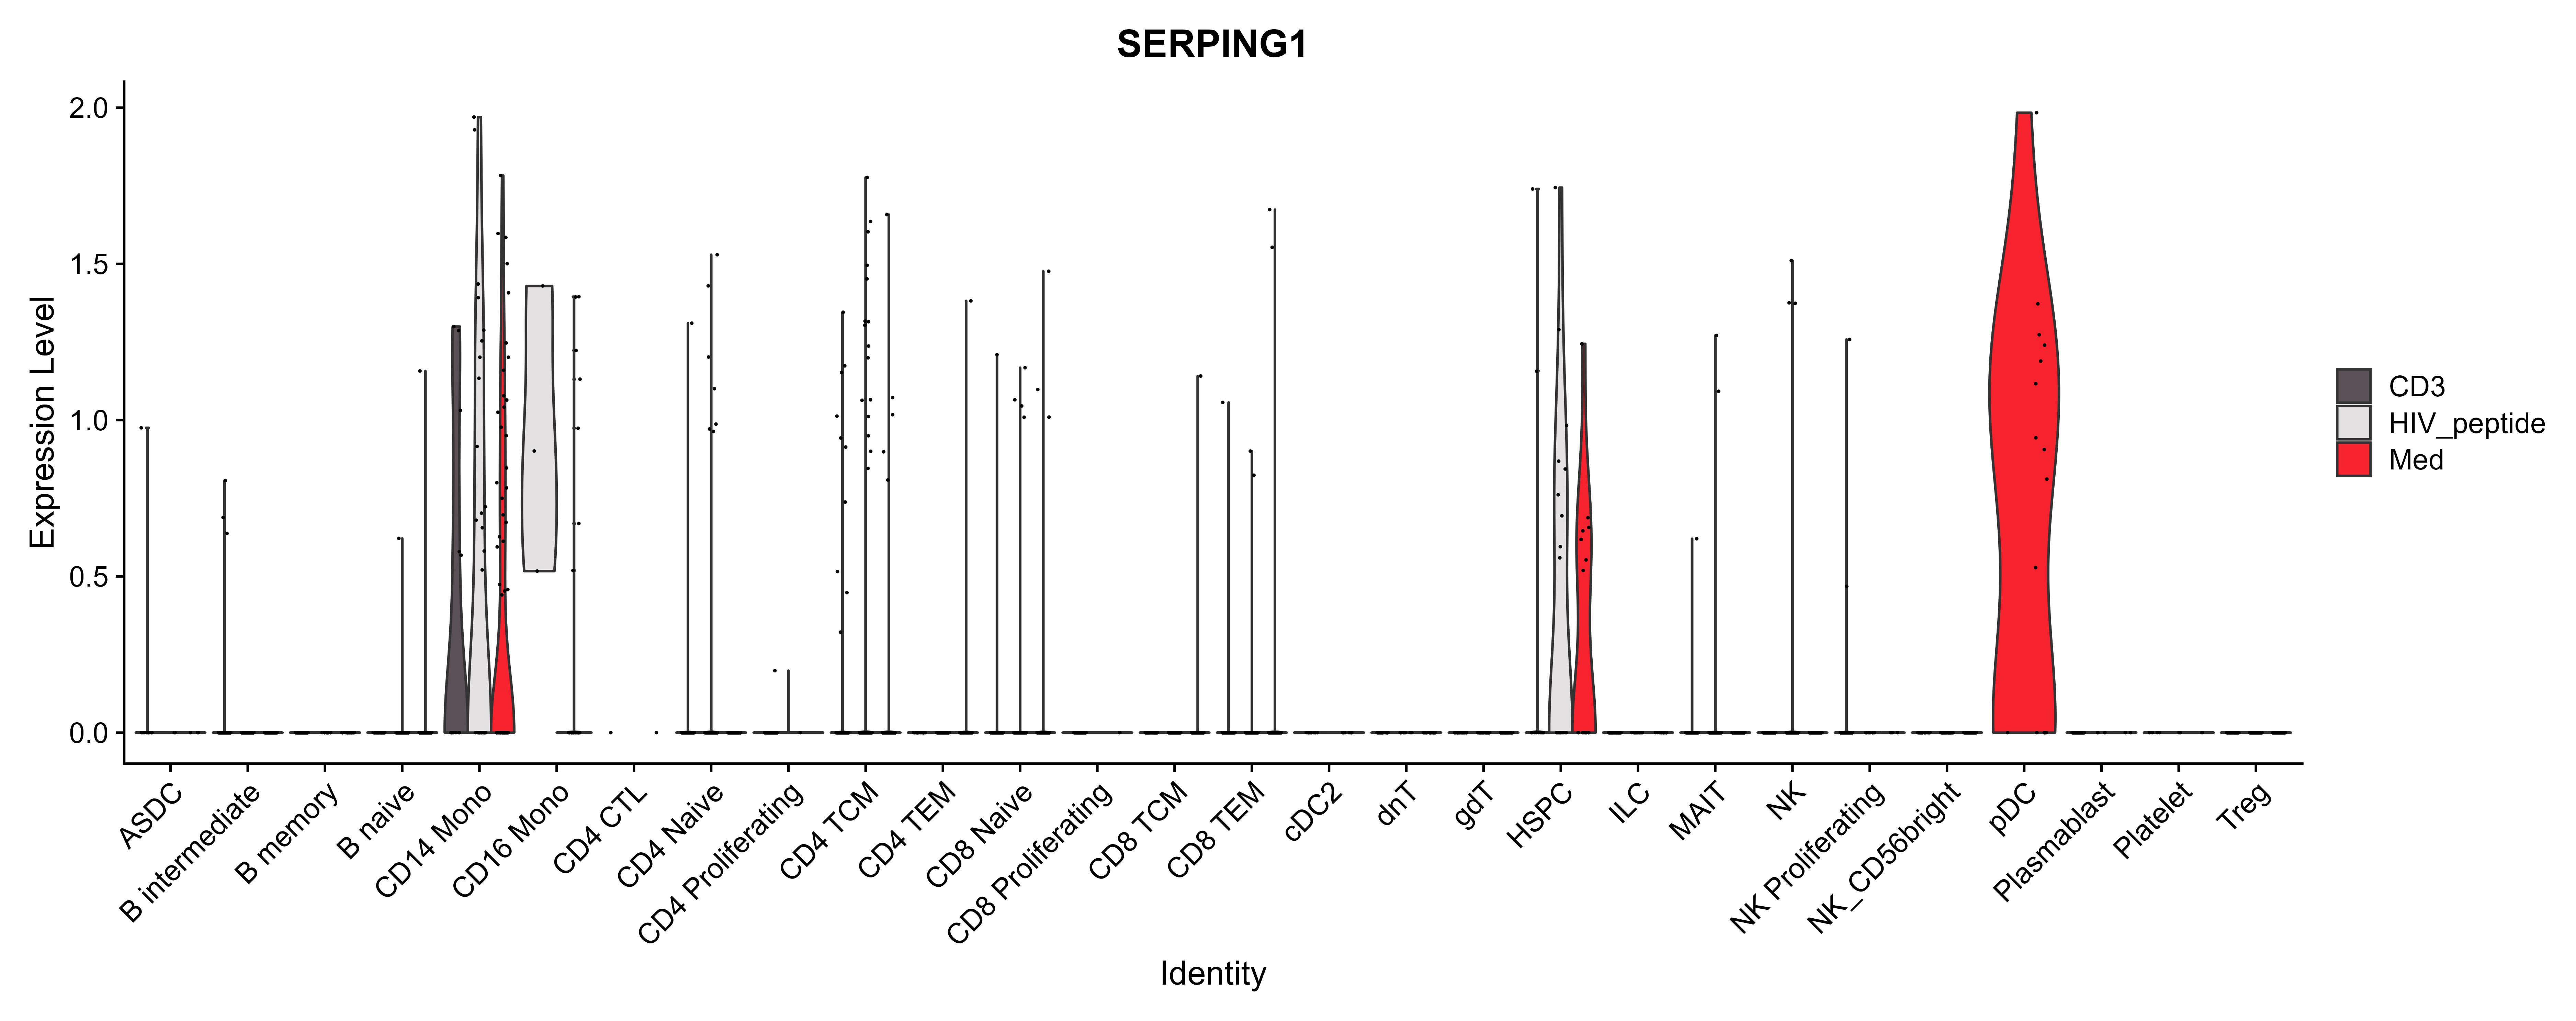 SERPING1
Expression Level
2.0
1.5
1.0
0.5
0.0
ASDC
B intermediate
B memory
B naive
CD14 Mono
CD16 Mono
CD4 CTL
CD4 Naive
CD4 Proliferating
CD4 TCM
CD4 TEM
CD8 Naive
CD8 Proliferating
CD8 TCM
CD8 TEM
cDC2
dnT
gdT
HSPC
ILC
MAIT
NK
NK Proliferating
NK_CD56bright
pDC
Plasmablast
Platelet
Treg
Identity
CD3
HIV_peptide
Med